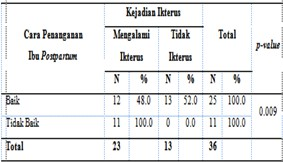 Kejadian Ikterus
Cara Penanganan Ibu Postpartum
Mengalami Ikterus
Tidak Ikterus
Total
p-value
N % N % N %
Baik 12 48.0 13 52.0 25 100.0
0.009
Tidak Baik 11 100.0 0 0.0 11 100.0
Total 23 13 36